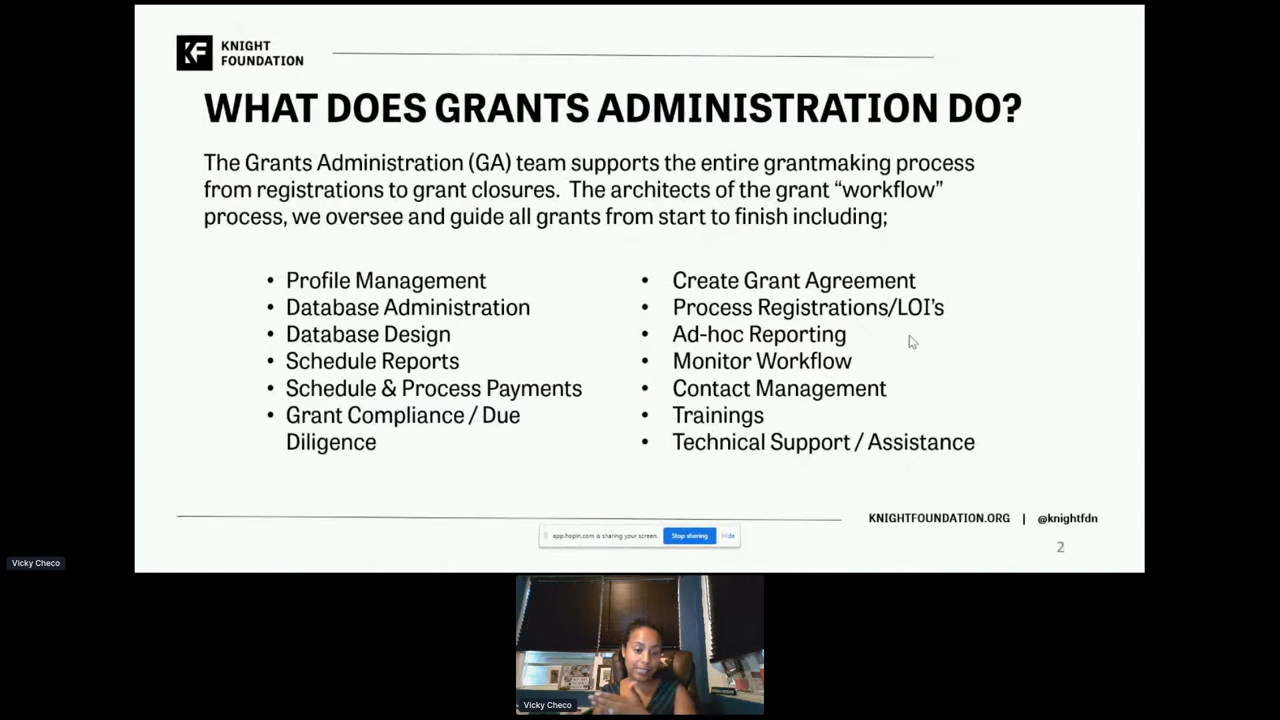 KNIGHT
FOUNDATION
WHAT DOES GRANTS ADMINISTRATION DO?
The Grants Administration (GA) team supports the entire grantmaking process
from registrations to grant closures.  The architects of the grant “workflow”
process, we oversee and guide all grants from start to finish including;
• Profile Management
• Database Administration
• Database Design
• Schedule Reports
• Schedule & Process Payments
• Grant Compliance / Due
Diligence
• Create Grant Agreement
• Process Registrations/LOI's
• Ad-hoc Reporting
• Monitor Workflow
• Contact Management
• Trainings
• Technical Support / Assistance
KNIGHTFOUNDATION.ORG | @knightfdn
app.hopin.com is sharing your screen. Stop sharing Hide
2
Vicky Checo
Vicky Checo